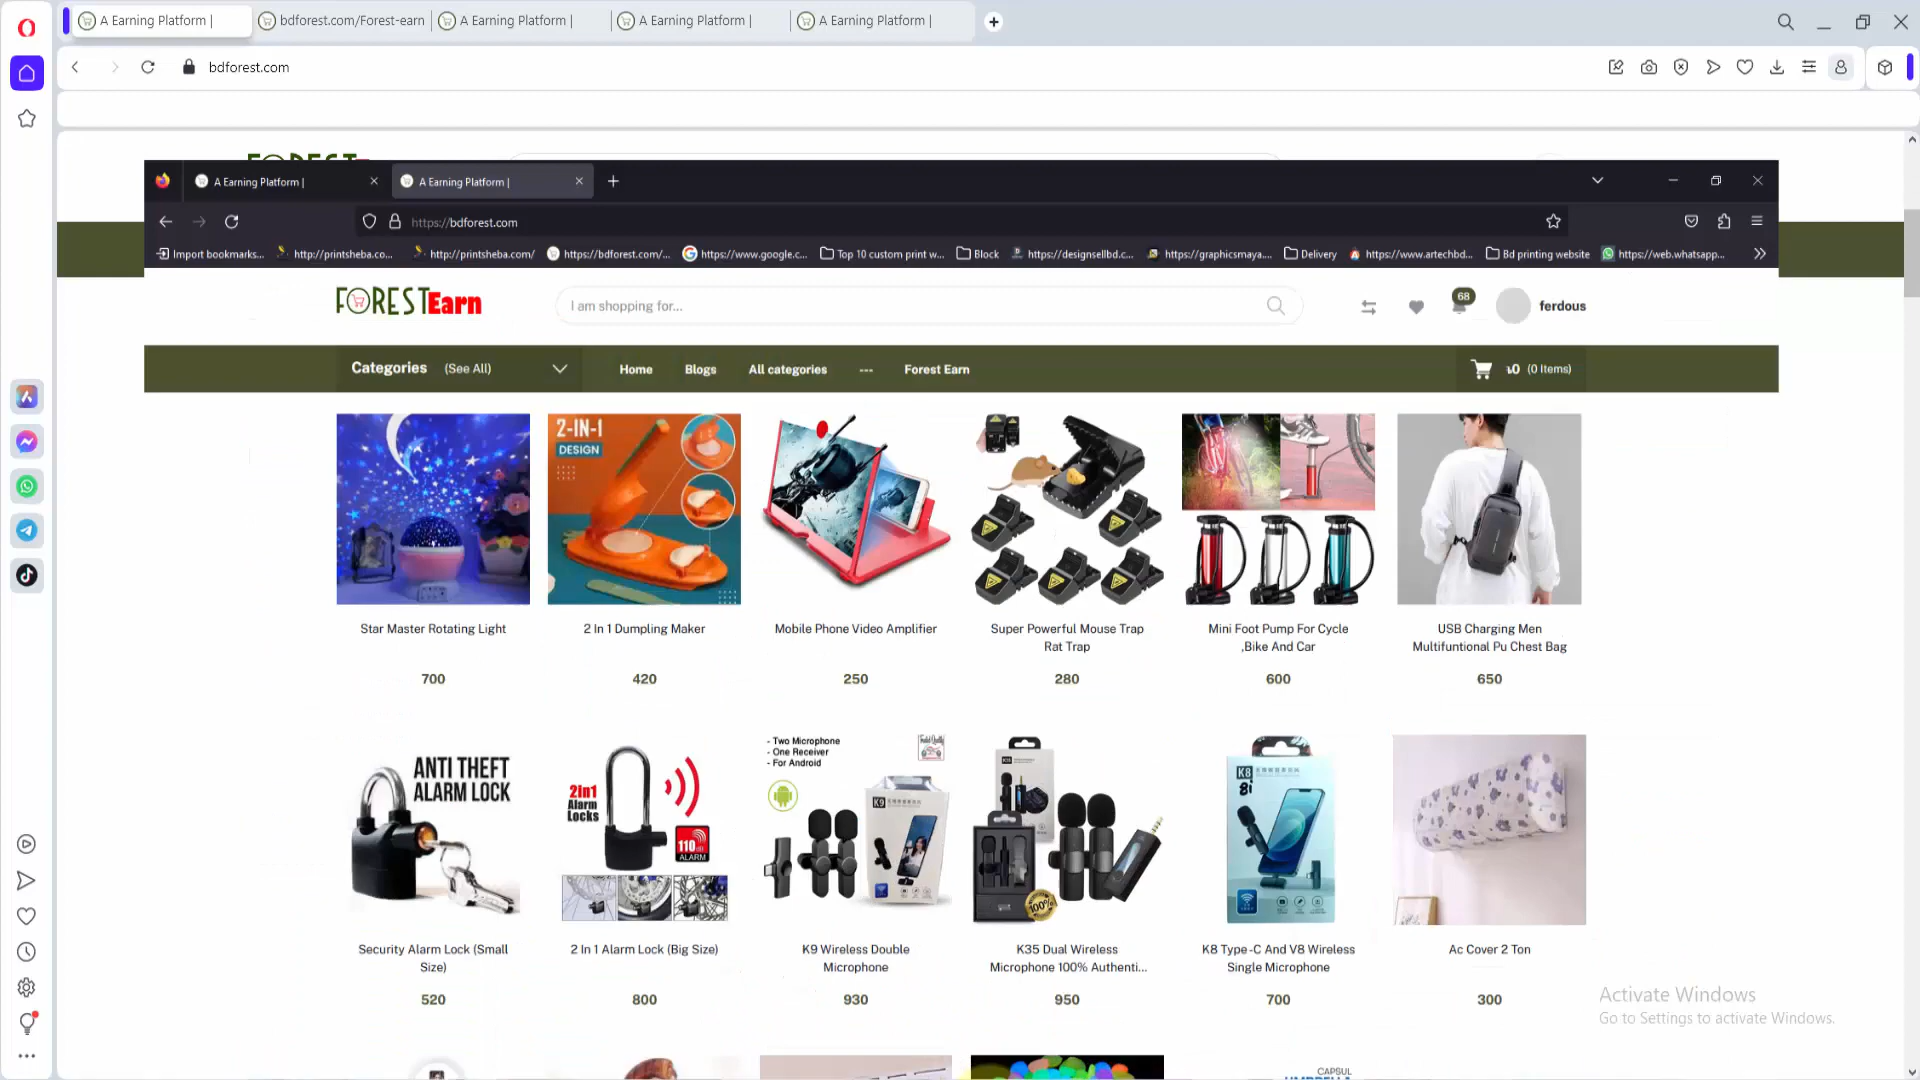 A Earning Platform |
bdforest.com/Forest-earn
A Earning Platform |
A Earning Platform |
A Earning Platform |
bdforest.com
A Earning Platform |
A Earning Platform |
https://bdforest.com
Import bookmarks...
http://printsheba.co...
http://printsheba.com/
https://bdforest.com/...
https://www.google.c...
Top 10 custom print w...
Block
https://designsellbd.c...
https://graphicsmaya....
Delivery
https://www.artechbd...
Bd printing website
https://web.whatsapp...
FORESTEarn
I am shopping for...
68
ferdous
Categories (See All)
Home
Blogs
All categories
---
Forest Earn
৳0 (0 Items)
2-IN-1
DESIGN
Star Master Rotating Light
700
2 In 1 Dumpling Maker
420
Mobile Phone Video Amplifier
250
Super Powerful Mouse Trap
Rat Trap
280
Mini Foot Pump For Cycle
,Bike And Car
600
USB Charging Men
Multifuntional Pu Chest Bag
650
ANTI THEFT
ALARM LOCK
2in1
Alarm
Locks
110dB
ALARM
- Two Microphone
- One Receiver
- For Android
K9
K35
100%
K8
Security Alarm Lock (Small
Size)
520
2 In 1 Alarm Lock (Big Size)
800
K9 Wireless Double
Microphone
930
K35 Dual Wireless
Microphone 100% Authenti...
950
K8 Type-C And V8 Wireless
Single Microphone
700
Ac Cover 2 Ton
300
Activate Windows
Go to Settings to activate Windows.
CAPSUL